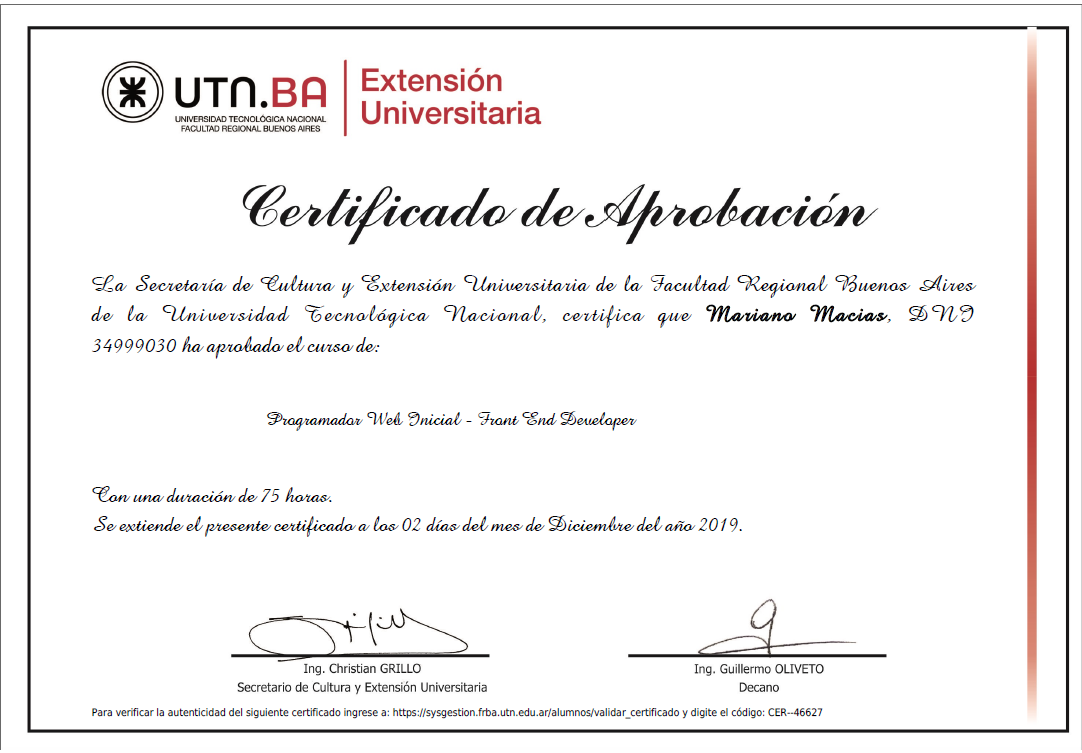 UTN.BA
UNIVERSIDAD TECNOLÓGICA NACIONAL
FACULTAD REGIONAL BUENOS AIRES
Extensión
Universitaria
Certificado de Aprobación
La Secretaría de Cultura y Extensión Universitaria de la Facultad Regional Buenos Aires
de la Universidad Tecnológica Nacional, certifica que Mariano Macias, DNI
34999030 ha aprobado el curso de:
Programador Web Inicial - Front End Developer
Con una duración de 75 horas.
Se extiende el presente certificado a los 02 días del mes de Diciembre del año 2019.
Ing. Christian GRILLO
Secretario de Cultura y Extensión Universitaria
Ing. Guillermo OLIVETO
Decano
Para verificar la autenticidad del siguiente certificado ingrese a: https://sysgestion.frba.utn.edu.ar/alumnos/validar_certificado y digite el código: CER--46627